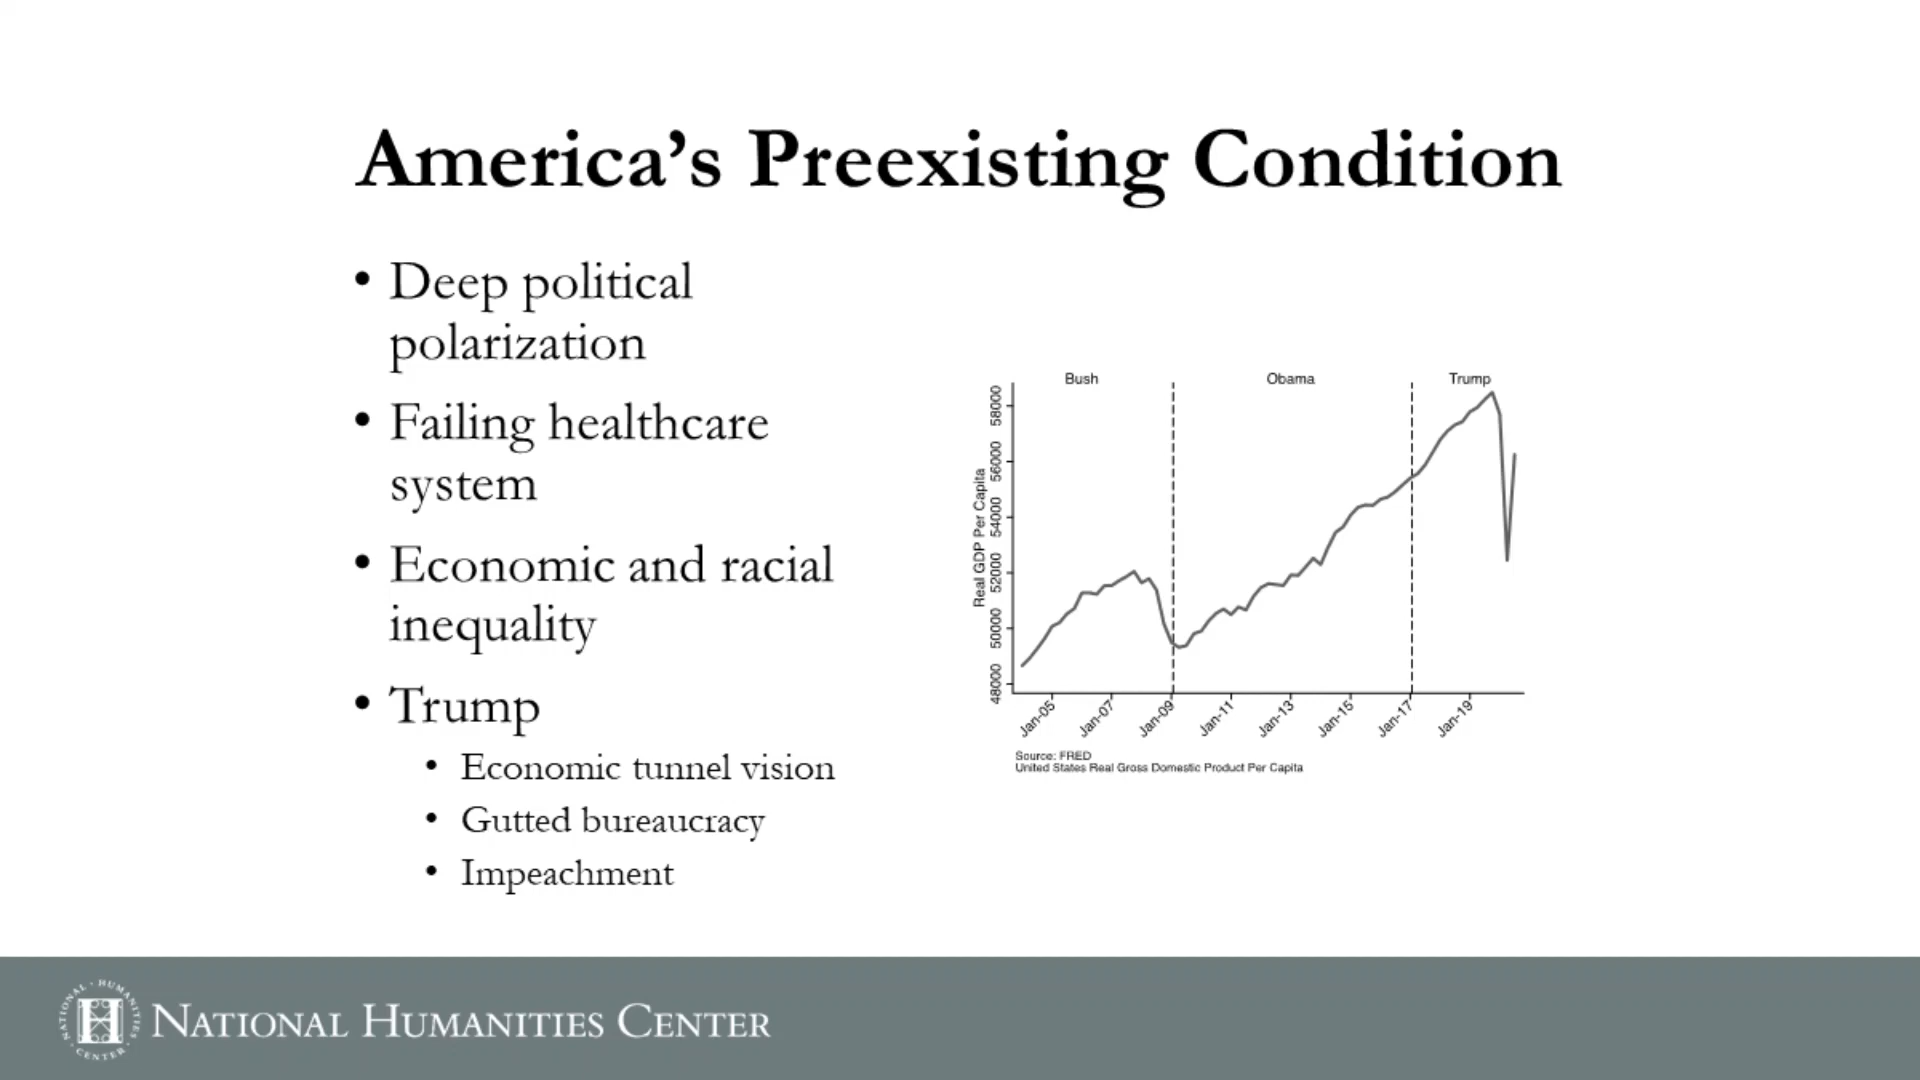 America's Preexisting Condition
• Deep political
polarization
• Failing healthcare
system
• Economic and racial
inequality
• Trump
• Economic tunnel vision
• Gutted bureaucracy
• Impeachment
Bush Obama Trump
Real GDP Per Capita
58000
56000
54000
52000
50000
48000
Jan-05 Jan-07 Jan-09 Jan-11 Jan-13 Jan-15 Jan-17 Jan-19
Source: FRED
United States Real Gross Domestic Product Per Capita
NATIONAL · HUMANITIES · CENTER ·
H
NATIONAL HUMANITIES CENTER